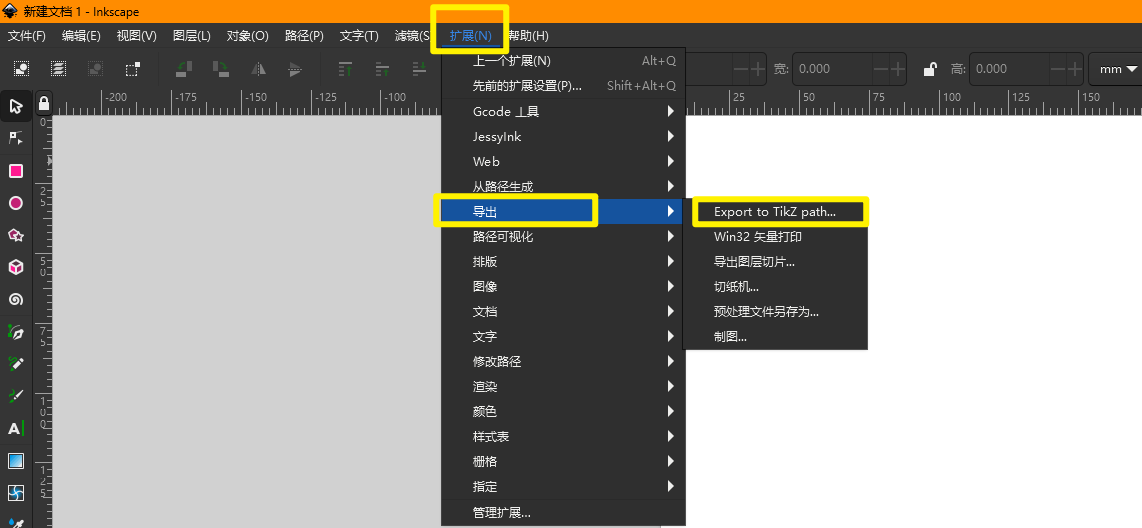 新建文档 1 - Inkscape
文件(F) 编辑(E) 视图(V) 图层(L) 对象(O) 路径(P) 文字(T) 滤镜(S 扩展(N) 帮助(H)
上一个扩展(N) Alt+Q
先前的扩展设置(P)... Shift+Alt+Q
宽: 0.000 高: 0.000 mm
-200 -175 -150 -125 -100 25 50 75 100 125 150
Gcode 工具
JessyInk
Web
从路径生成
导出
路径可视化
排版
图像
文档
文字
修改路径
渲染
颜色
样式表
栅格
指定
管理扩展...
Export to TikZ path...
Win32 矢量打印
导出图层切片...
切纸机...
预处理文件另存为...
制图...
0
25
50
75
100
125
A